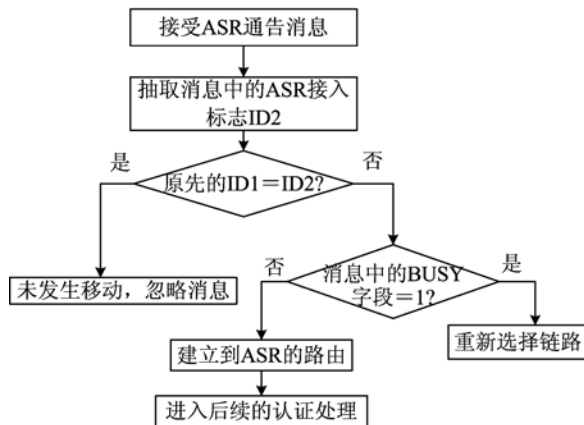 接受ASR通告消息
抽取消息中的ASR接入
标志ID2
是
否
原先的ID1＝ID2?
否
消息中的BUSY
字段＝1?
是
未发生移动，忽略消息
建立到ASR的路由
重新选择链路
进入后续的认证处理